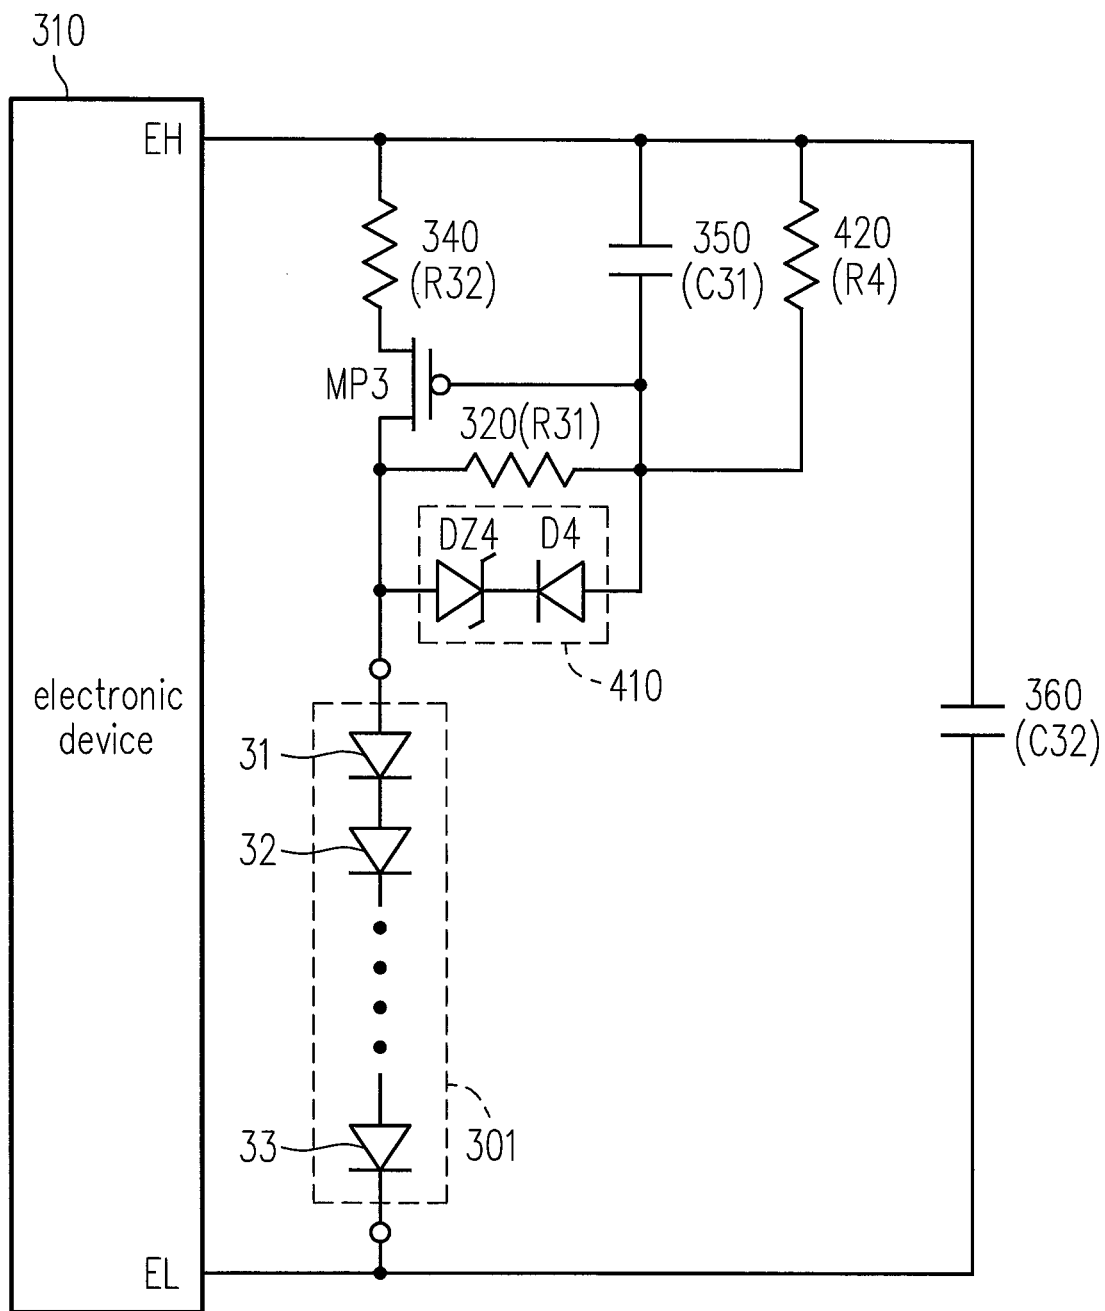 310
EH
340
(R32)
350
(C31)
420
(R4)
MP3
320(R31)
DZ4 D4
410
electronic
device
31
360
(C32)
32
33
301
EL